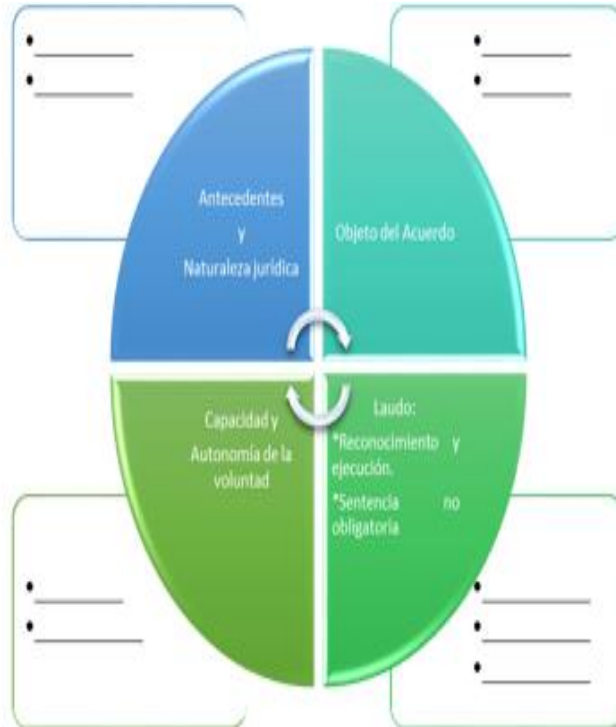 Antecedentes
y
Naturaleza jurídica
Objeto del Acuerdo
Capacidad y
Autonomía de la
voluntad
Laudo:
*Reconocimiento y
ejecución.
*Sentencia no
obligatoria